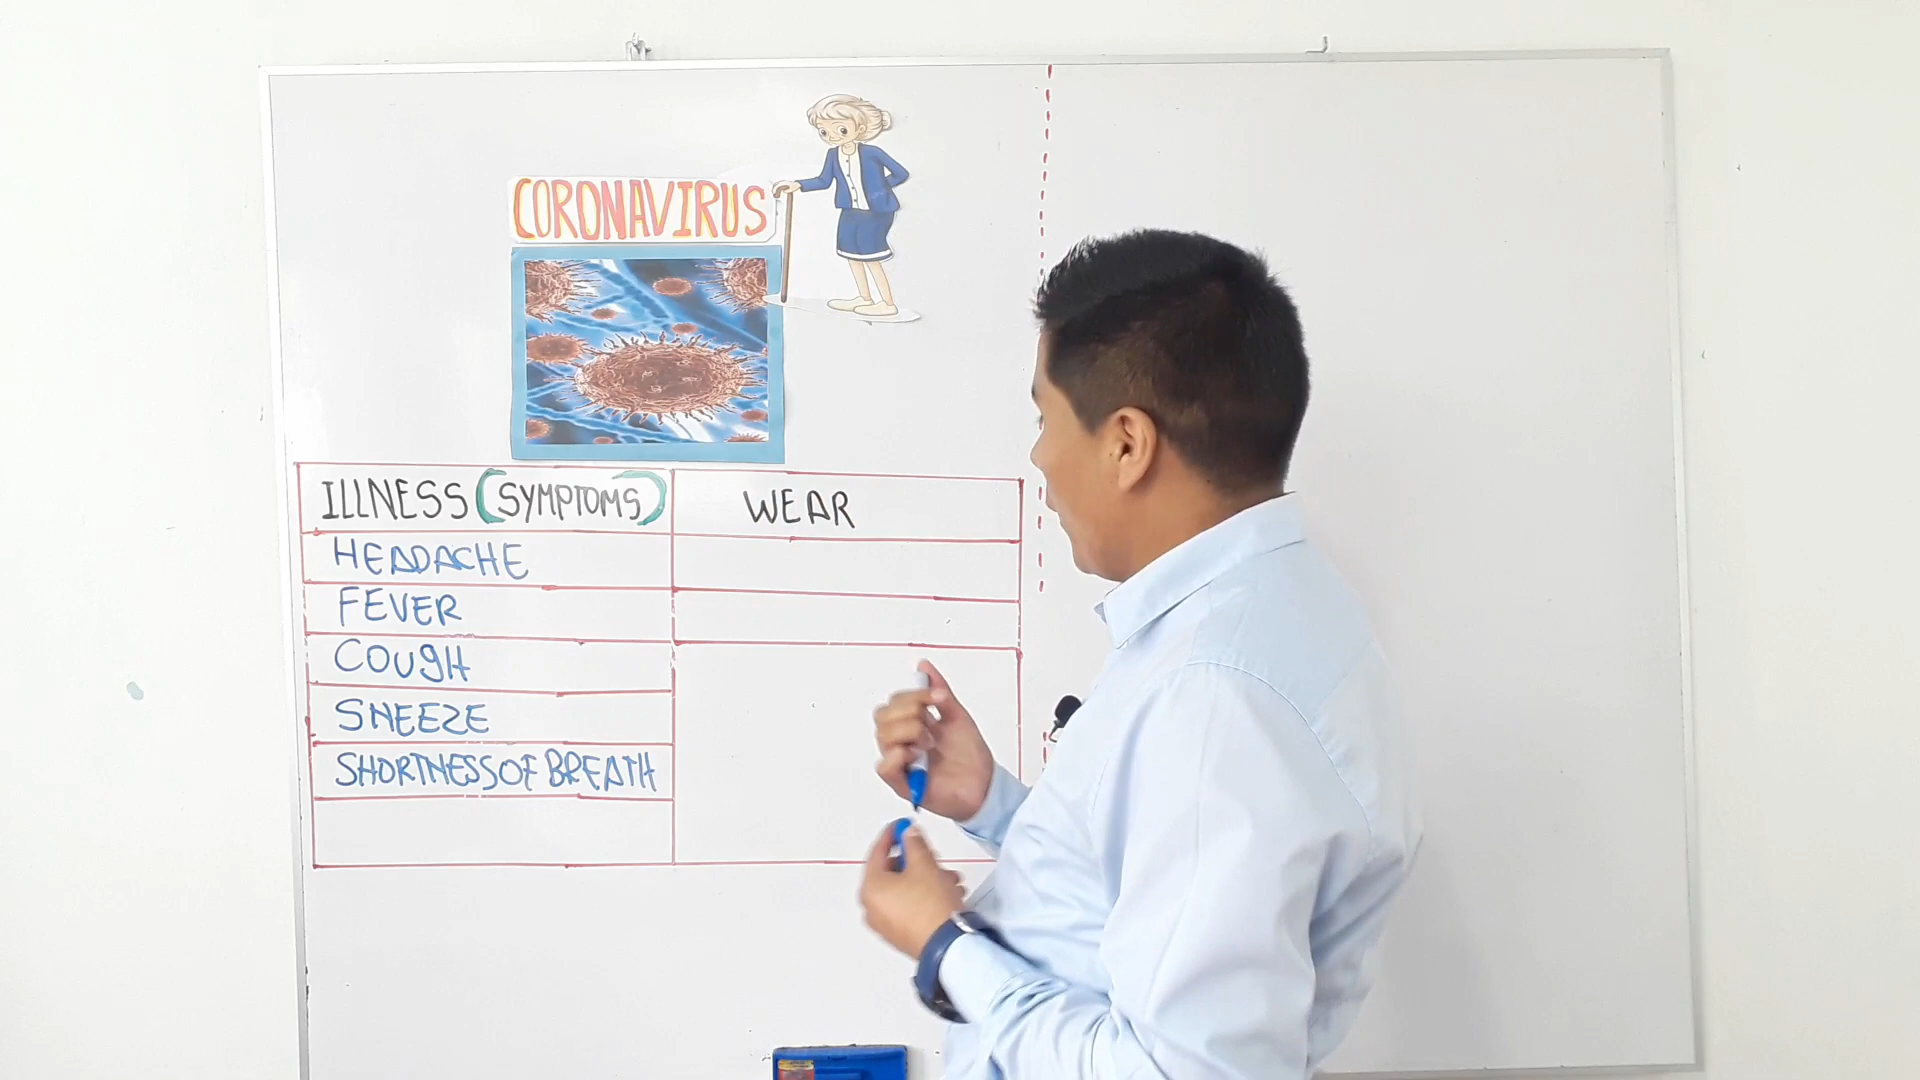 CORONAVIRUS
ILLNESS (SYMPTOMS)
WEAR
HEADACHE
FEVER
COUgH
SNEEZE
SHORTNESS OF BREATH